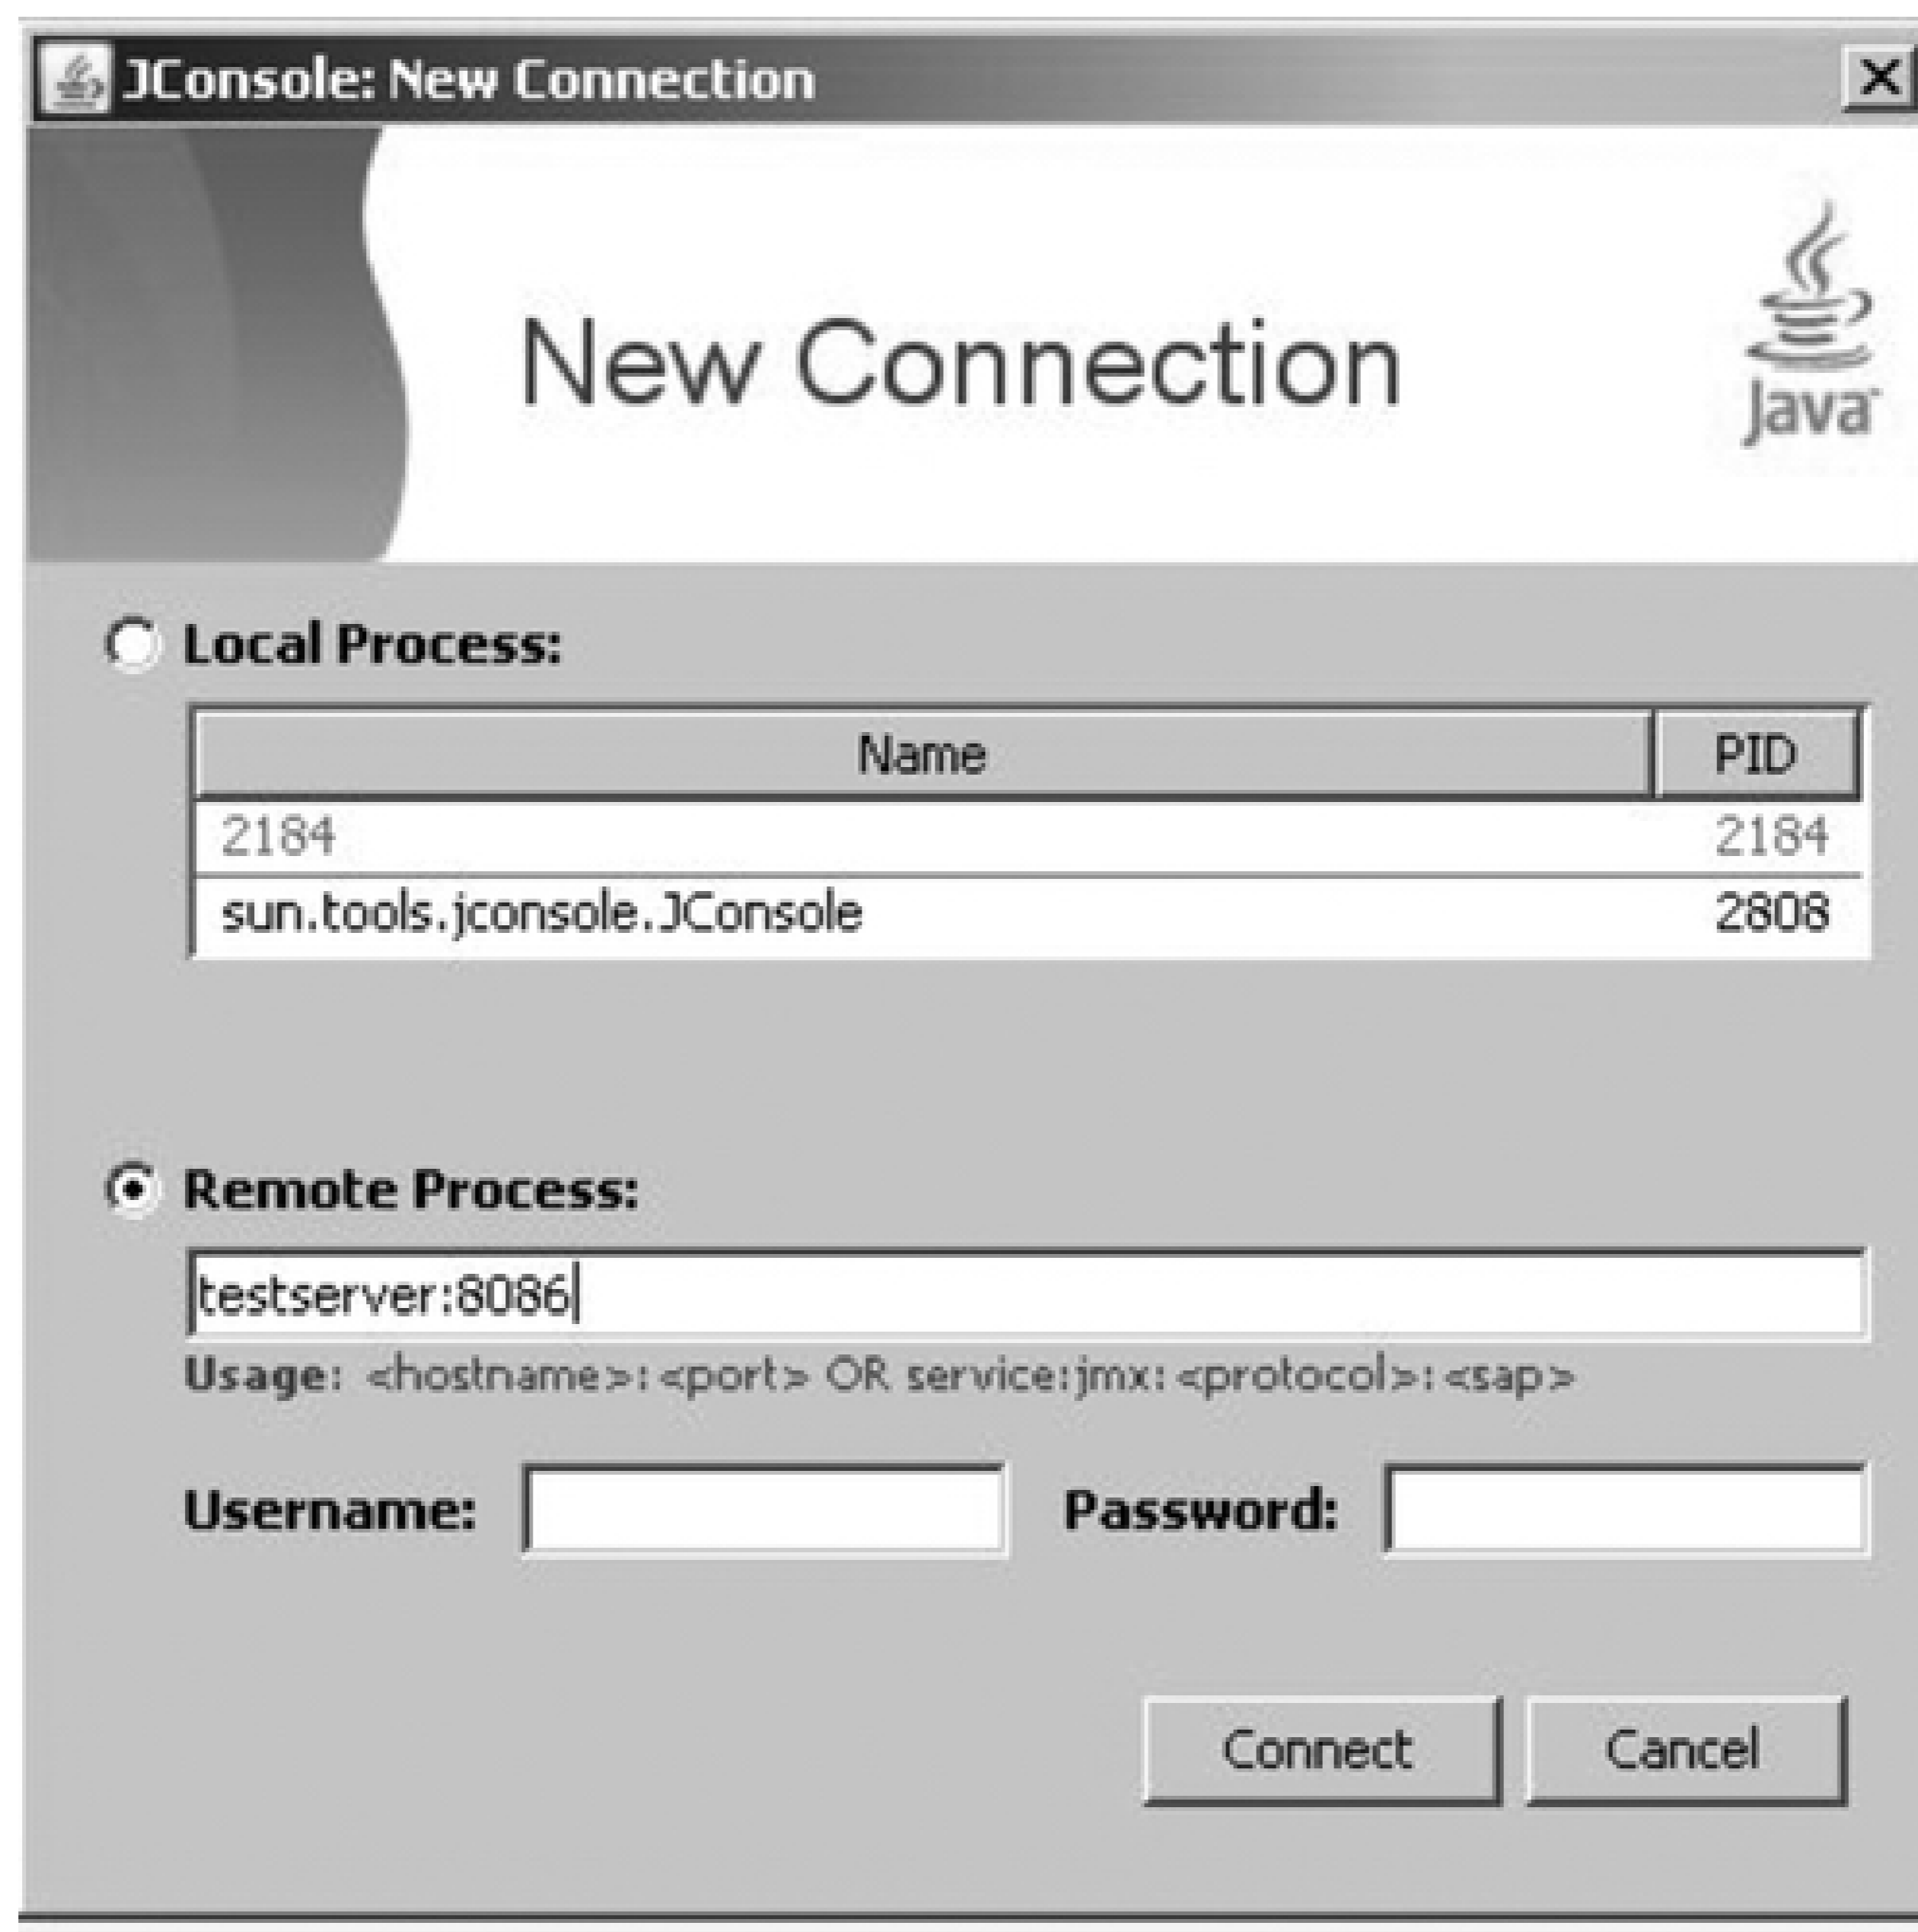 JConsole: New Connection
New Connection
Java
Local Process:
Name PID
2184 2184
sun.tools.jconsole.JConsole 2808
Remote Process:
testserver:8086
Usage: <hostname>:<port> OR service:jmx:<protocol>:<sap>
Username: Password:
Connect Cancel